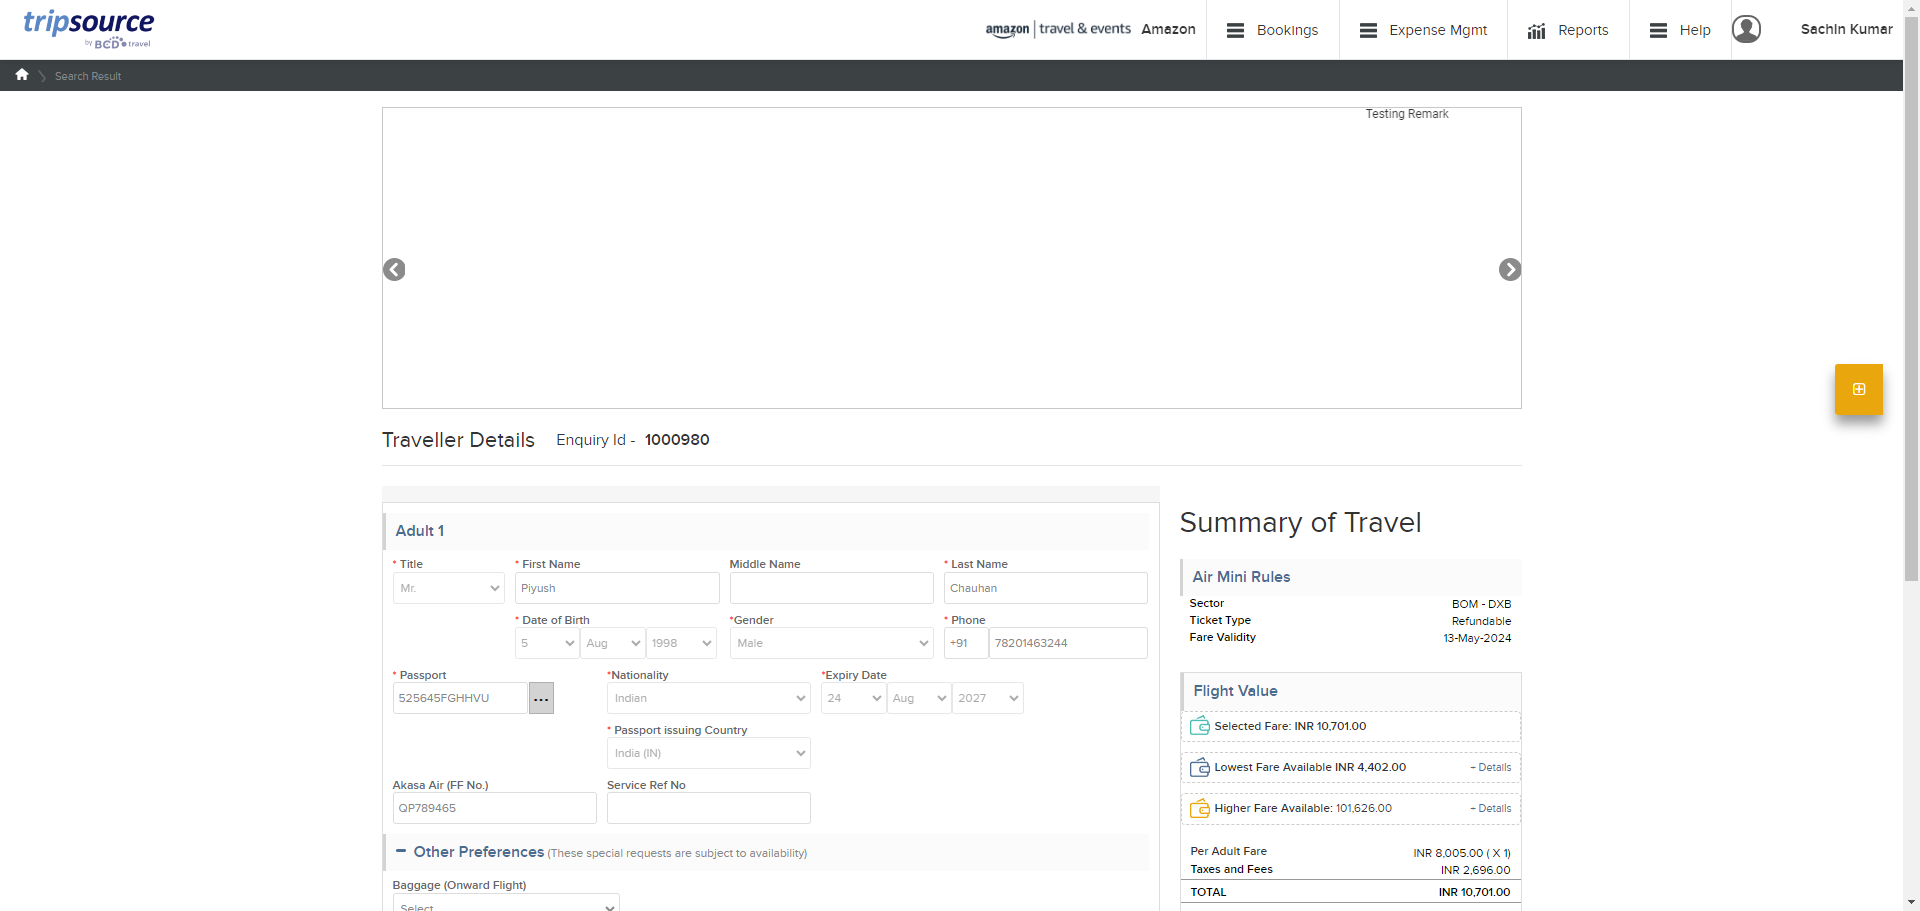 tripsource
by BCD travel
amazon | travel & events Amazon
Bookings
Expense Mgmt
Reports
Help
Sachin Kumar
Search Result
Testing Remark
Traveller Details Enquiry Id - 1000980
Adult 1
* Title * First Name Middle Name * Last Name
Mr. Piyush Chauhan
* Date of Birth *Gender * Phone
5 Aug 1998 Male +91 78201463244
* Passport *Nationality *Expiry Date
525645FGHHVU ... Indian 24 Aug 2027
* Passport issuing Country
India (IN)
Akasa Air (FF No.) Service Ref No
QP789465
Other Preferences (These special requests are subject to availability)
Baggage (Onward Flight)
Select
Summary of Travel
Air Mini Rules
Sector BOM - DXB
Ticket Type Refundable
Fare Validity 13-May-2024
Flight Value
Selected Fare: INR 10,701.00
Lowest Fare Available INR 4,402.00 + Details
Higher Fare Available: 101,626.00 + Details
Per Adult Fare INR 8,005.00 ( X 1)
Taxes and Fees INR 2,696.00
TOTAL INR 10,701.00